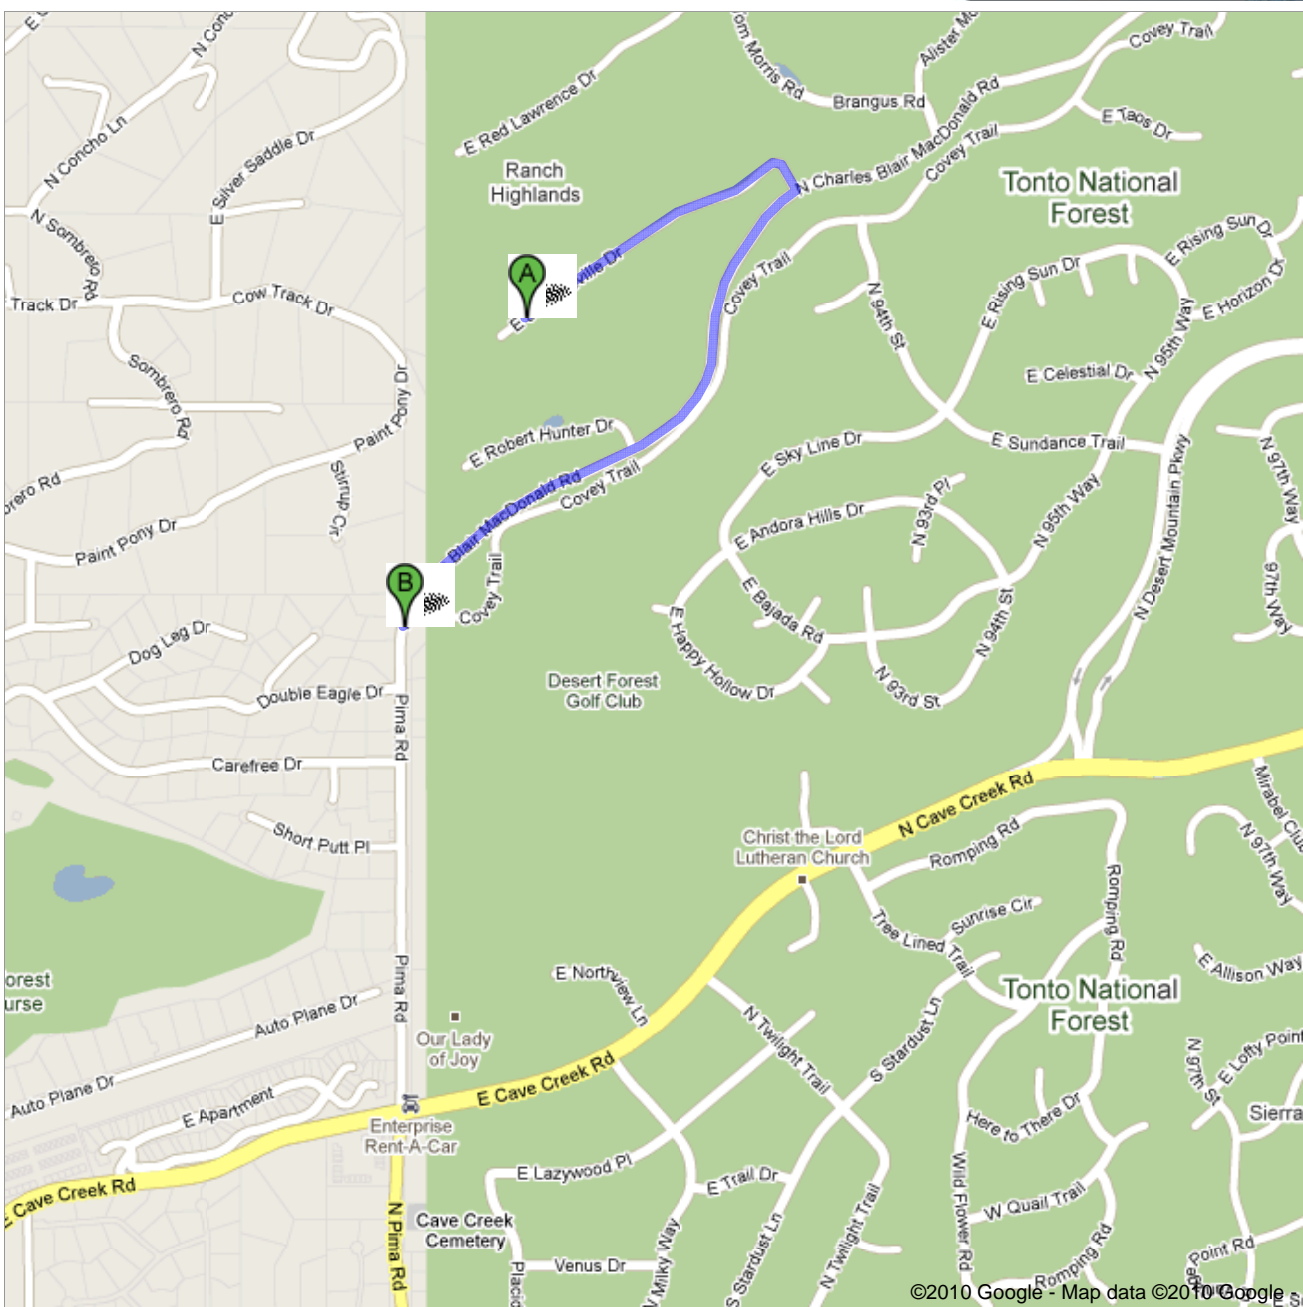 N Concho Ln
E Silver Saddle Dr
N Sombrero Rd
Track Dr
Cow Track Dr
Sombrero Rd
Paint Pony Dr
Paint Pony Dr
Stirrup Cir
Paint Pony Dr
Dog Leg Dr
Double Eagle Dr
Pima Rd
Carefree Dr
Short Putt Pl
Pima Rd
Auto Plane Dr
Auto Plane Dr
E Apartment
E Cave Creek Rd
N Pima Rd
E Red Lawrence Dr
Ranch
Highlands
A
ville Dr
E
E Robert Hunter Dr
Blair MacDonald Rd
Covey Trail
B
Covey Trail
Morris Rd
Brangus Rd
Covey Trail
N Charles Blair MacDonald Rd
Covey Trail
E Taos Dr
Tonto National
Forest
Covey Trail
N 94th St
E Rising Sun Dr
E Rising Sun Dr
E Horizon Dr
N 95th Way
E Celestial Dr
E Sundance Trail
E Sky Line Dr
E Andora Hills Dr
N 93rd Pl
N 95th Way
N Desert Mountain Pkwy
N 97th Way
97th Way
E Bajada Rd
E Happy Hollow Dr
N 93rd St
N 94th St
Desert Forest
Golf Club
N Cave Creek Rd
Christ the Lord
Lutheran Church
Romping Rd
Romping Rd
Sunrise Cir
Tree Lined Trail
N 97th Way
E Allison Way
E Northview Ln
Our Lady
of Joy
E Cave Creek Rd
N Twilight Trail
S Stardust Ln
Tonto National
Forest
N 97th St
E Lofty Point
Sierra
Here to There Dr
Enterprise
Rent-A-Car
E Lazywood Pl
E Trail Dr
W Quail Trail
Wild Flower Rd
Cave Creek
Cemetery
Venus Dr
N Milky Way
S Stardust Ln
N Twilight Trail
Romping Rd
Point Rd
©2010 Google - Map data ©2010 Google -